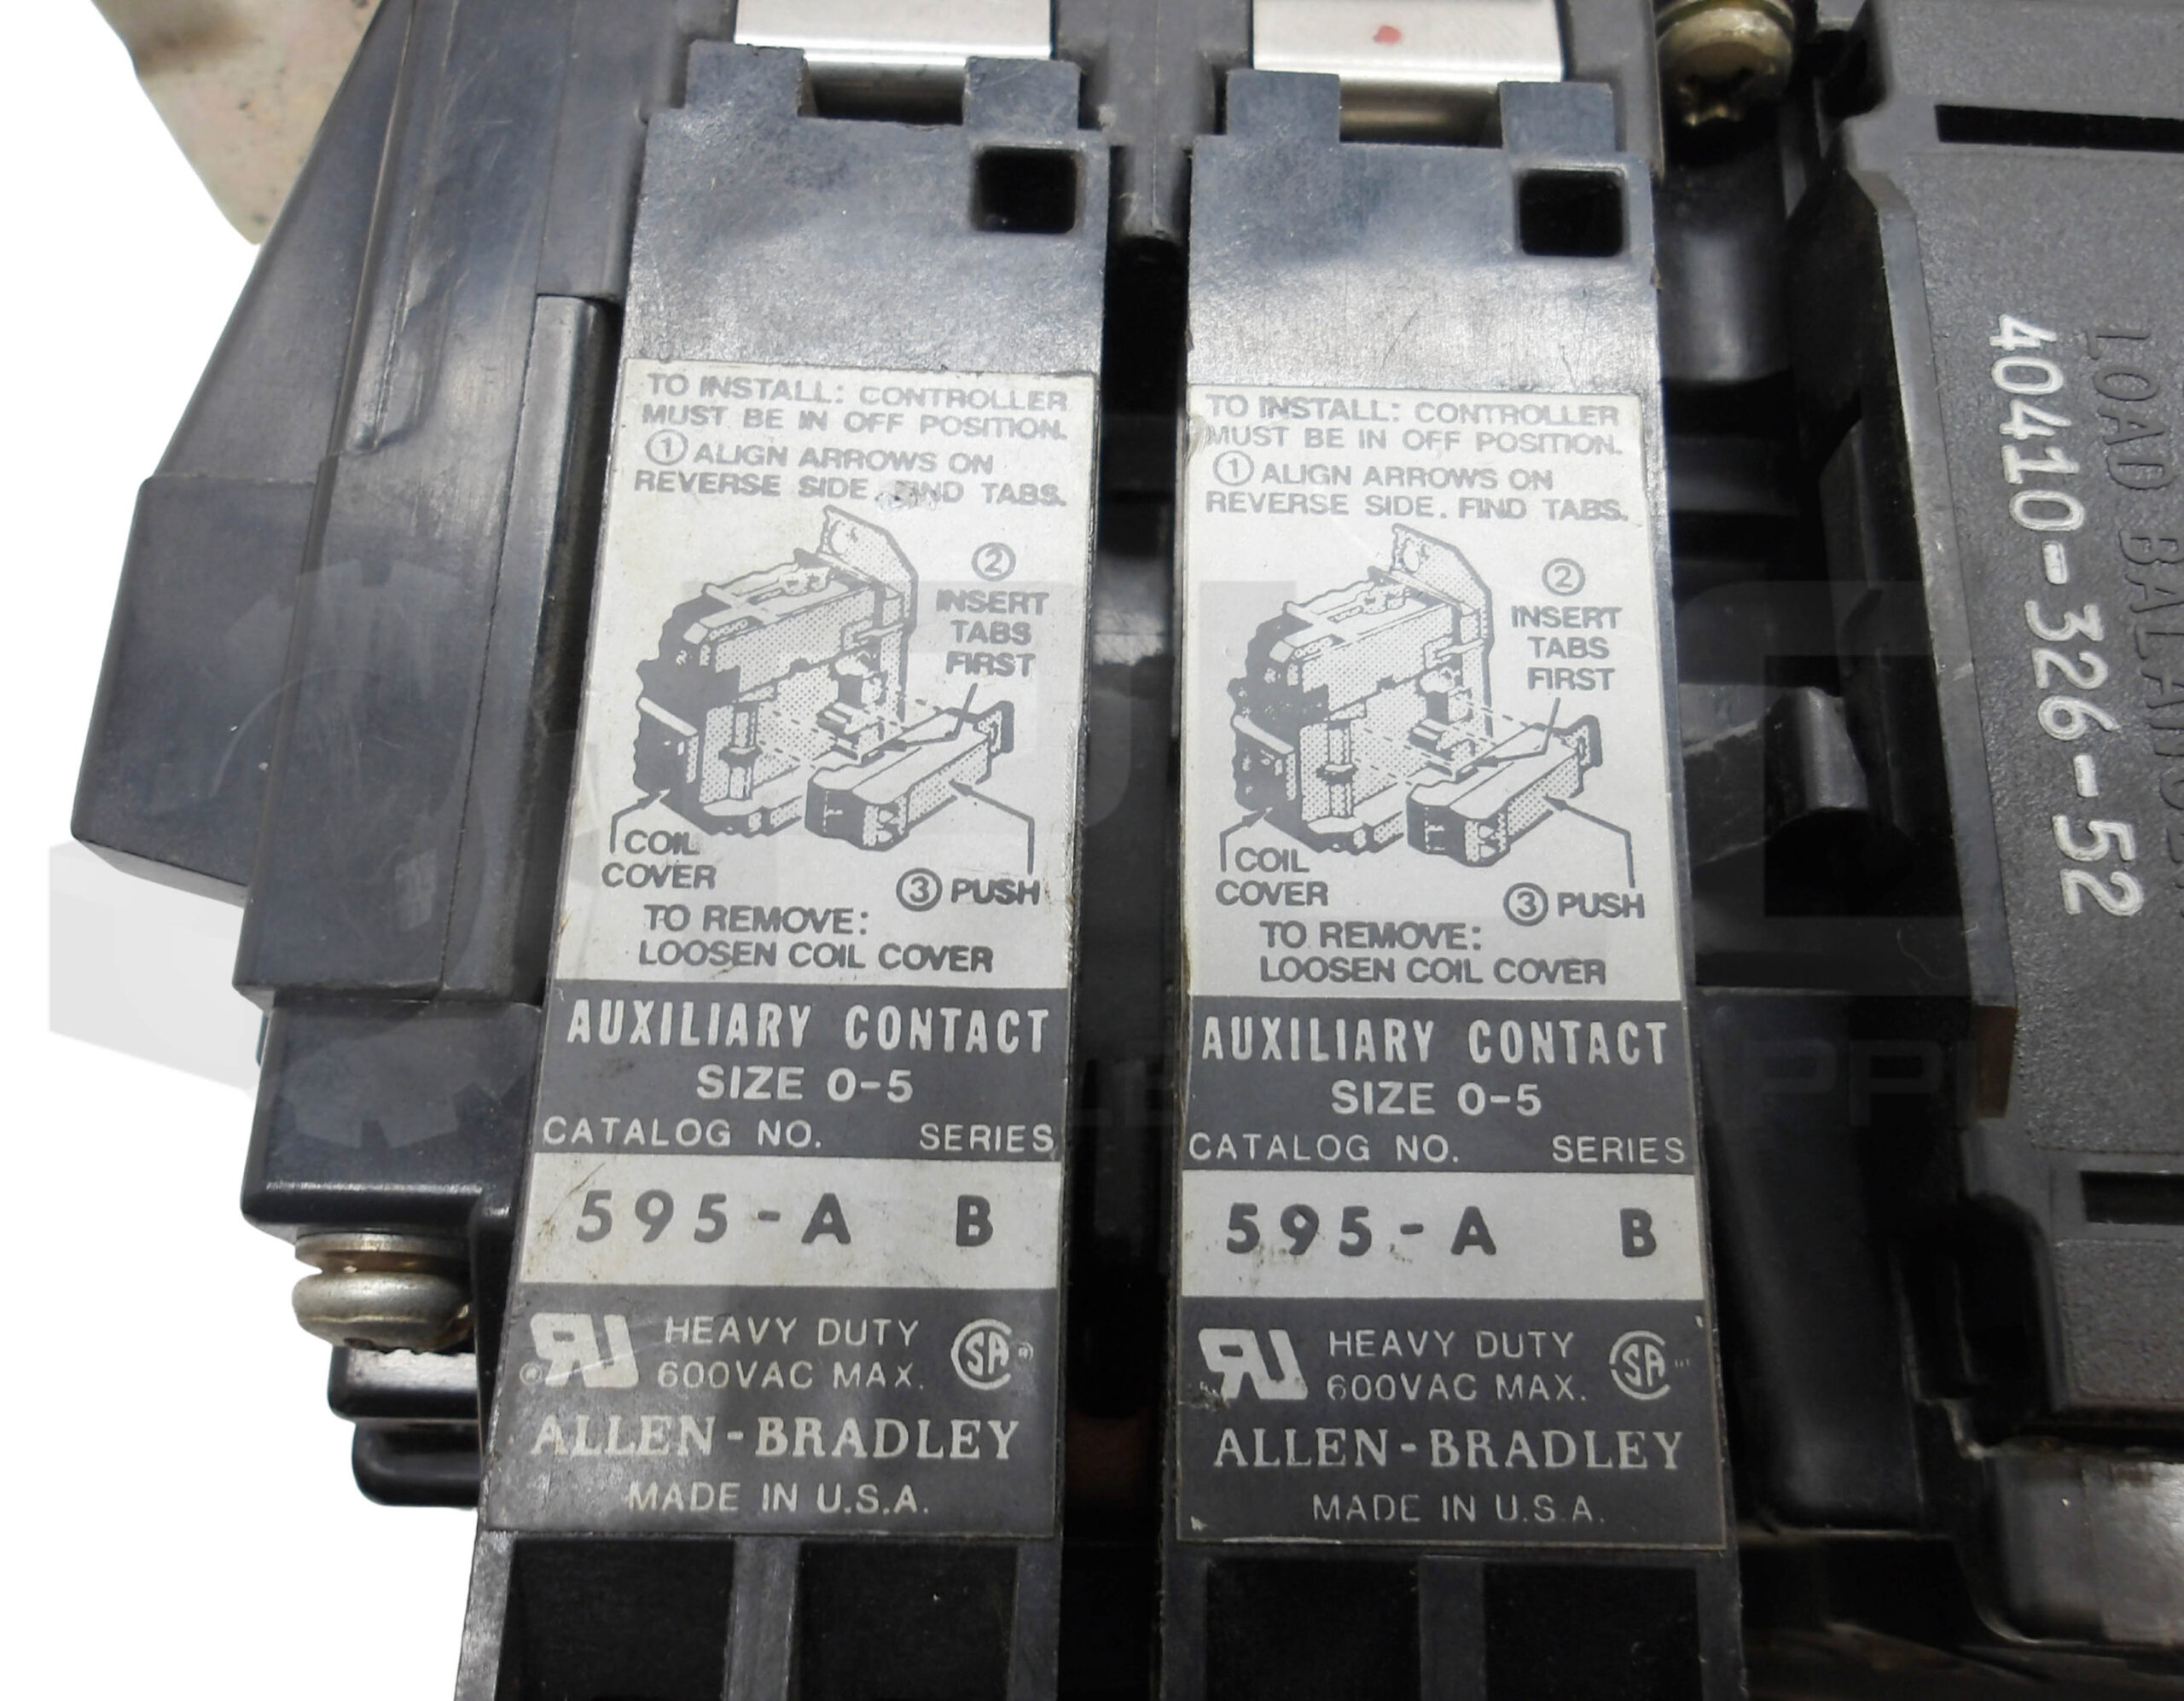 TO INSTALL: CONTROLLER
MUST BE IN OFF POSITION.
① ALIGN ARROWS ON
REVERSE SIDE. FIND TABS.
②
INSERT
TABS
FIRST
COIL
COVER
③ PUSH
TO REMOVE:
LOOSEN COIL COVER
AUXILIARY CONTACT
SIZE 0-5
CATALOG NO. SERIES
595-A B
HEAVY DUTY
600VAC MAX.
SA
ALLEN-BRADLEY
MADE IN U.S.A.
TO INSTALL: CONTROLLER
MUST BE IN OFF POSITION.
① ALIGN ARROWS ON
REVERSE SIDE. FIND TABS.
②
INSERT
TABS
FIRST
COIL
COVER
③ PUSH
TO REMOVE:
LOOSEN COIL COVER
AUXILIARY CONTACT
SIZE 0-5
CATALOG NO. SERIES
595-A B
HEAVY DUTY
600VAC MAX.
SA
ALLEN-BRADLEY
MADE IN U.S.A.
LOAD
40410-326-52